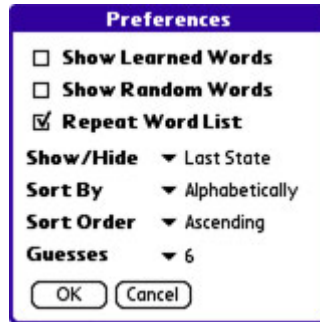 Preferences
Show Learned Words
Show Random Words
Repeat Word List
Show/Hide Last State
Sort By Alphabetically
Sort Order Ascending
Guesses 6
OK Cancel